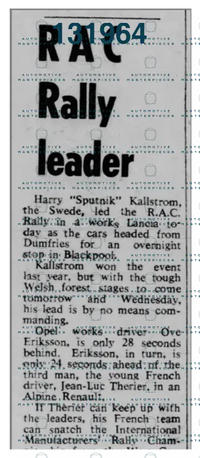 131964
RAC
Rally
leader
Harry "Sputnik" Kallstrom,
the Swede, led the R.A.C.
Rally in a works Lancia to-
day as the cars headed from
Dumfries for an overnight
stop in Blackpool.
Kallstrom won the event
last year, but with the tough
Welsh forest stages to come
tomorrow and Wednesday,
his lead is by no means com-
manding.
Opel works driver Ove
Eriksson, is only 28 seconds
behind. Eriksson, in turn, is
only 24 seconds ahead of the
third man, the young French
driver, Jean-Luc Therier, in an
Alpine Renault.
If Therier can keep up with
the leaders, his French team
can snatch the International
Manufacturers Rally Cham-